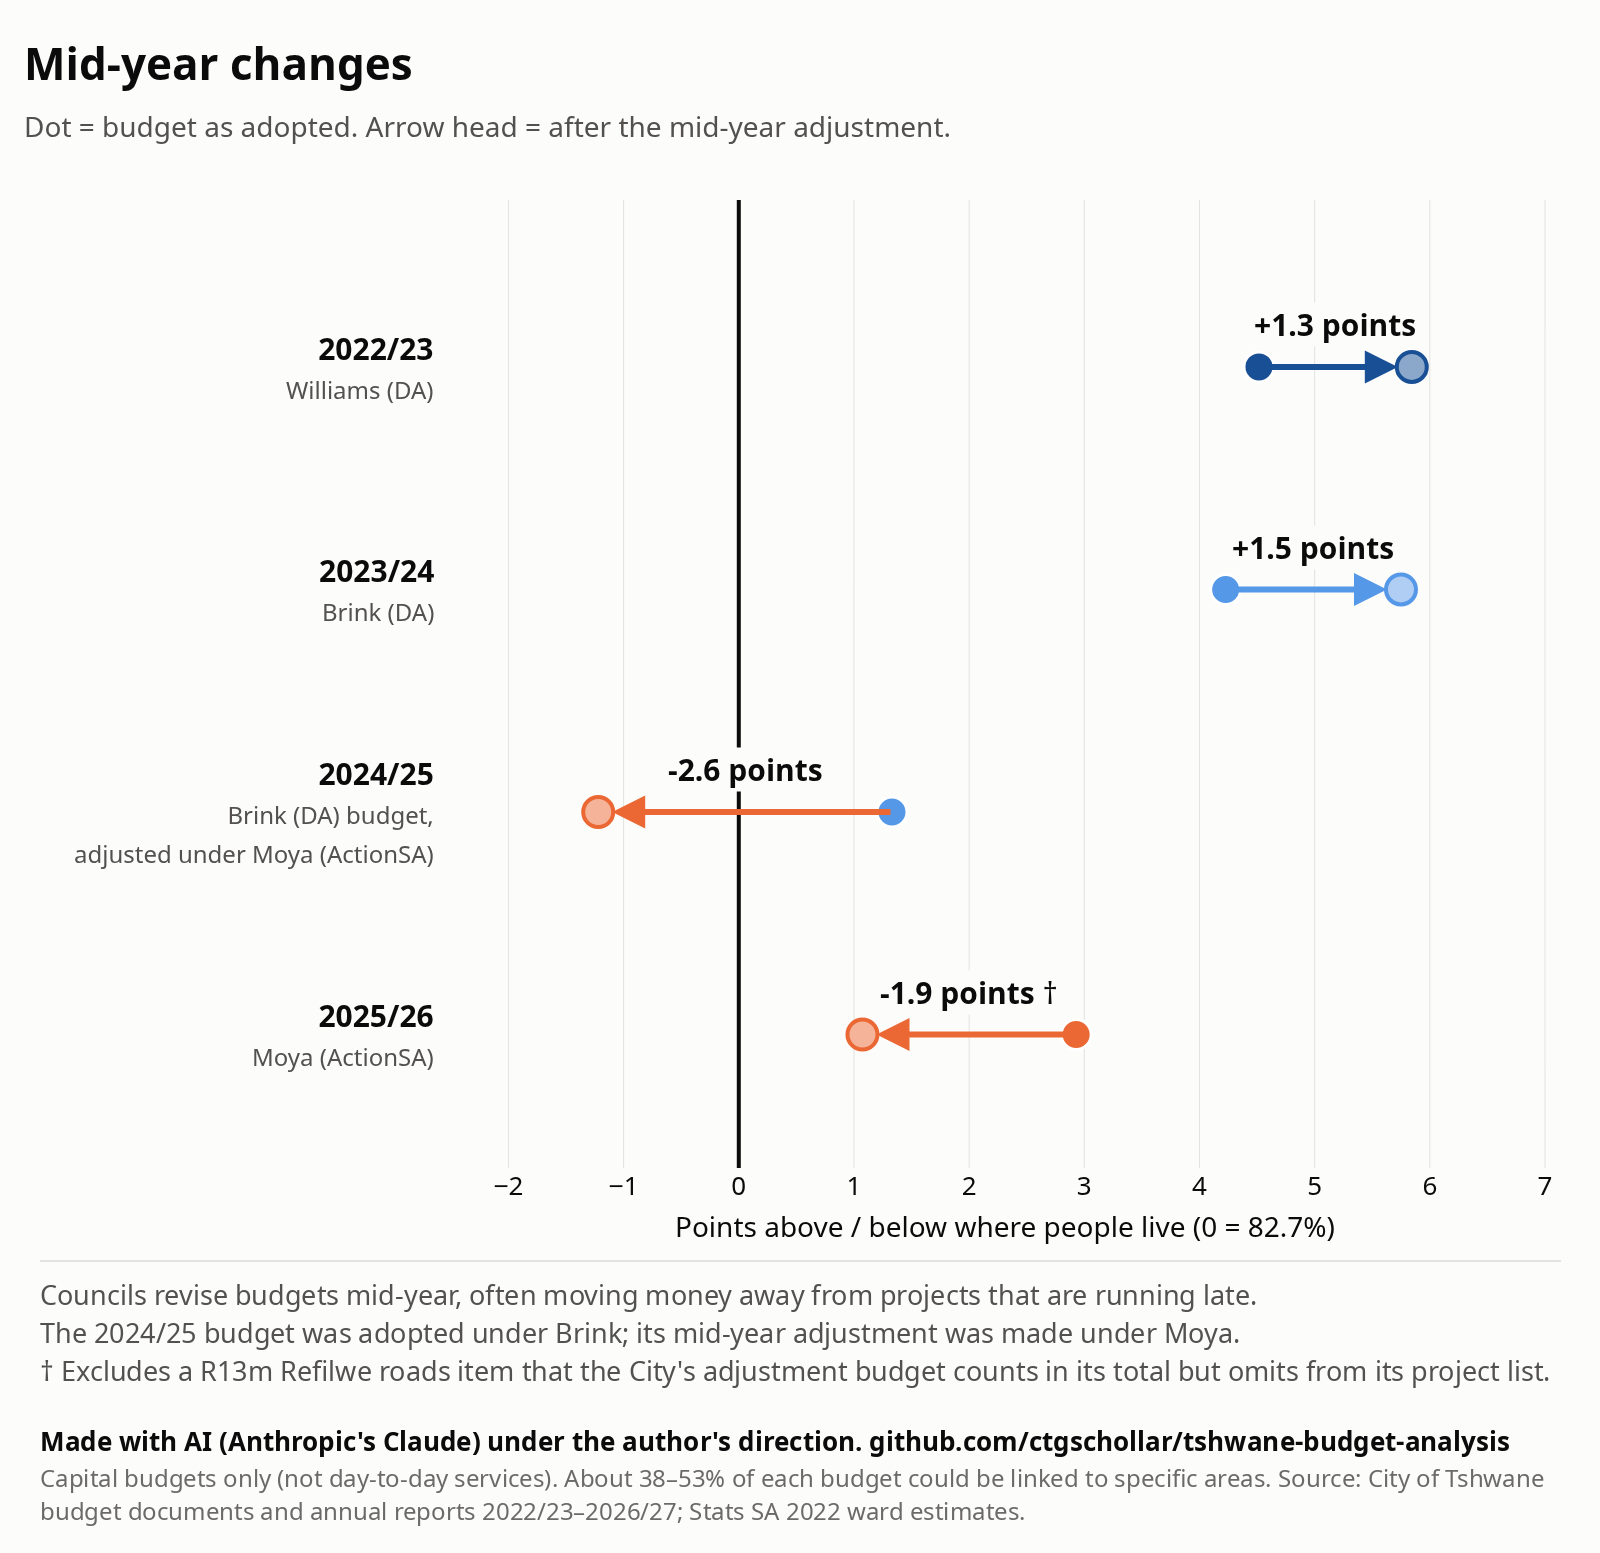 Mid-year changes
Dot = budget as adopted. Arrow head = after the mid-year adjustment.
+1.3 points
2022/23
Williams (DA)
+1.5 points
2023/24
Brink (DA)
-2.6 points
2024/25
Brink (DA) budget,
adjusted under Moya (ActionSA)
-1.9 points †
2025/26
Moya (ActionSA)
−2 −1 0 1 2 3 4 5 6 7
Points above / below where people live (0 = 82.7%)
Councils revise budgets mid-year, often moving money away from projects that are running late.
The 2024/25 budget was adopted under Brink; its mid-year adjustment was made under Moya.
† Excludes a R13m Refilwe roads item that the City's adjustment budget counts in its total but omits from its project list.
Made with AI (Anthropic's Claude) under the author's direction. github.com/ctgschollar/tshwane-budget-analysis
Capital budgets only (not day-to-day services). About 38–53% of each budget could be linked to specific areas. Source: City of Tshwane
budget documents and annual reports 2022/23–2026/27; Stats SA 2022 ward estimates.